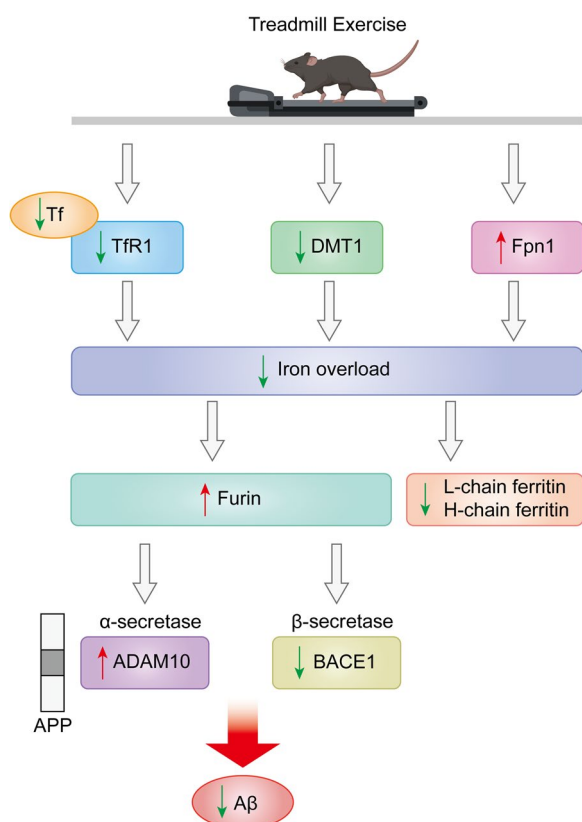 Treadmill Exercise
Tf
TfR1
DMT1
Fpn1
Iron overload
Furin
L-chain ferritin
H-chain ferritin
α-secretase
β-secretase
ADAM10
BACE1
APP
Aβ